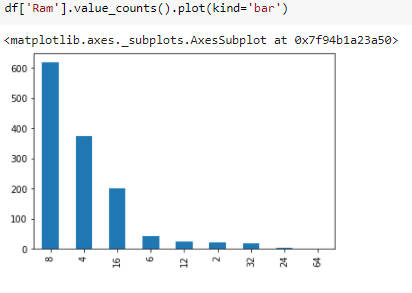 df['Ram'].value_counts().plot(kind='bar')
<matplotlib.axes._subplots.AxesSubplot at 0x7f94b1a23a50>
600
500
400
300
200
100
0
8 4 16 6 12 2 32 24 64